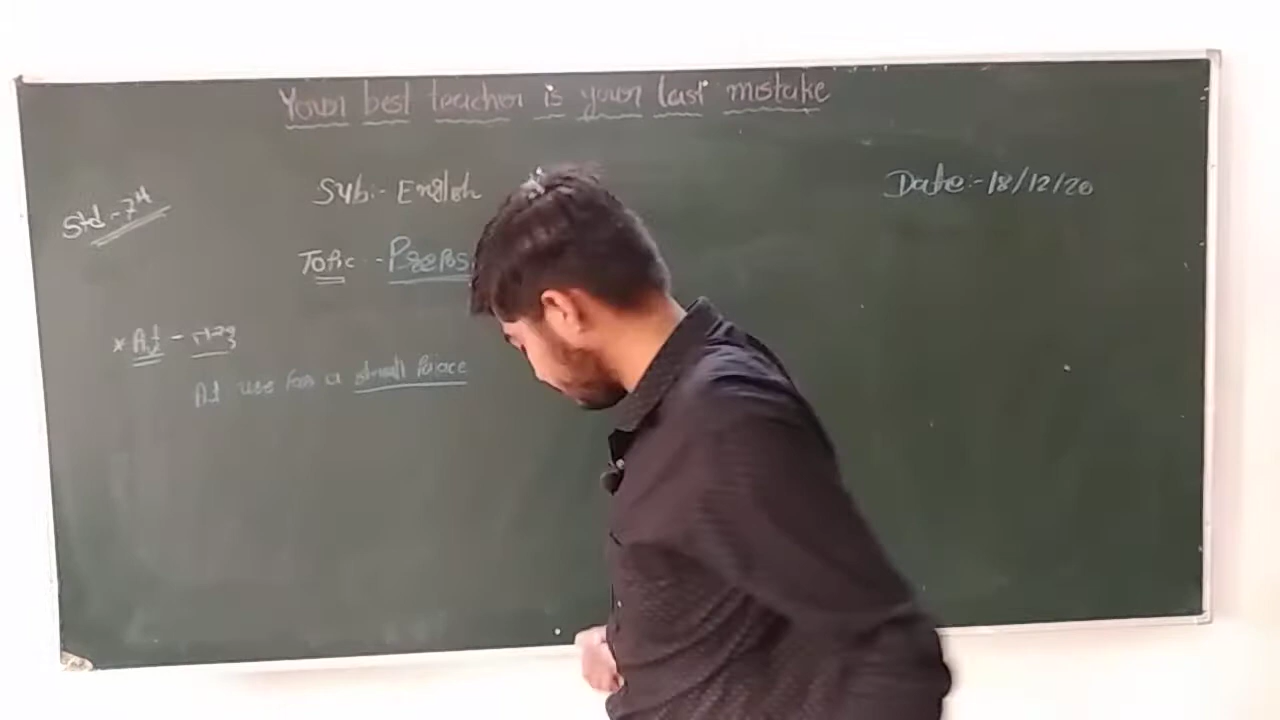 Your best teacher is your last mistake
Std :- 7th
Sub:- English
Date:- 18/12/20
Topic :- Prepos
* At -
At use for a small Palace